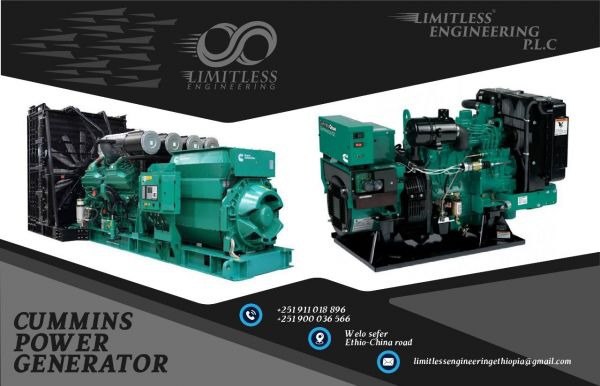 LIMITLESS
ENGINEERING
LIMITLESS
ENGINEERING
P.L.C
CUMMINS
POWER
GENERATOR
+251 911 018 896
+251 900 036 566
Welo sefer
Ethio-China road
limitlessengineeringethiopia@gmail.com